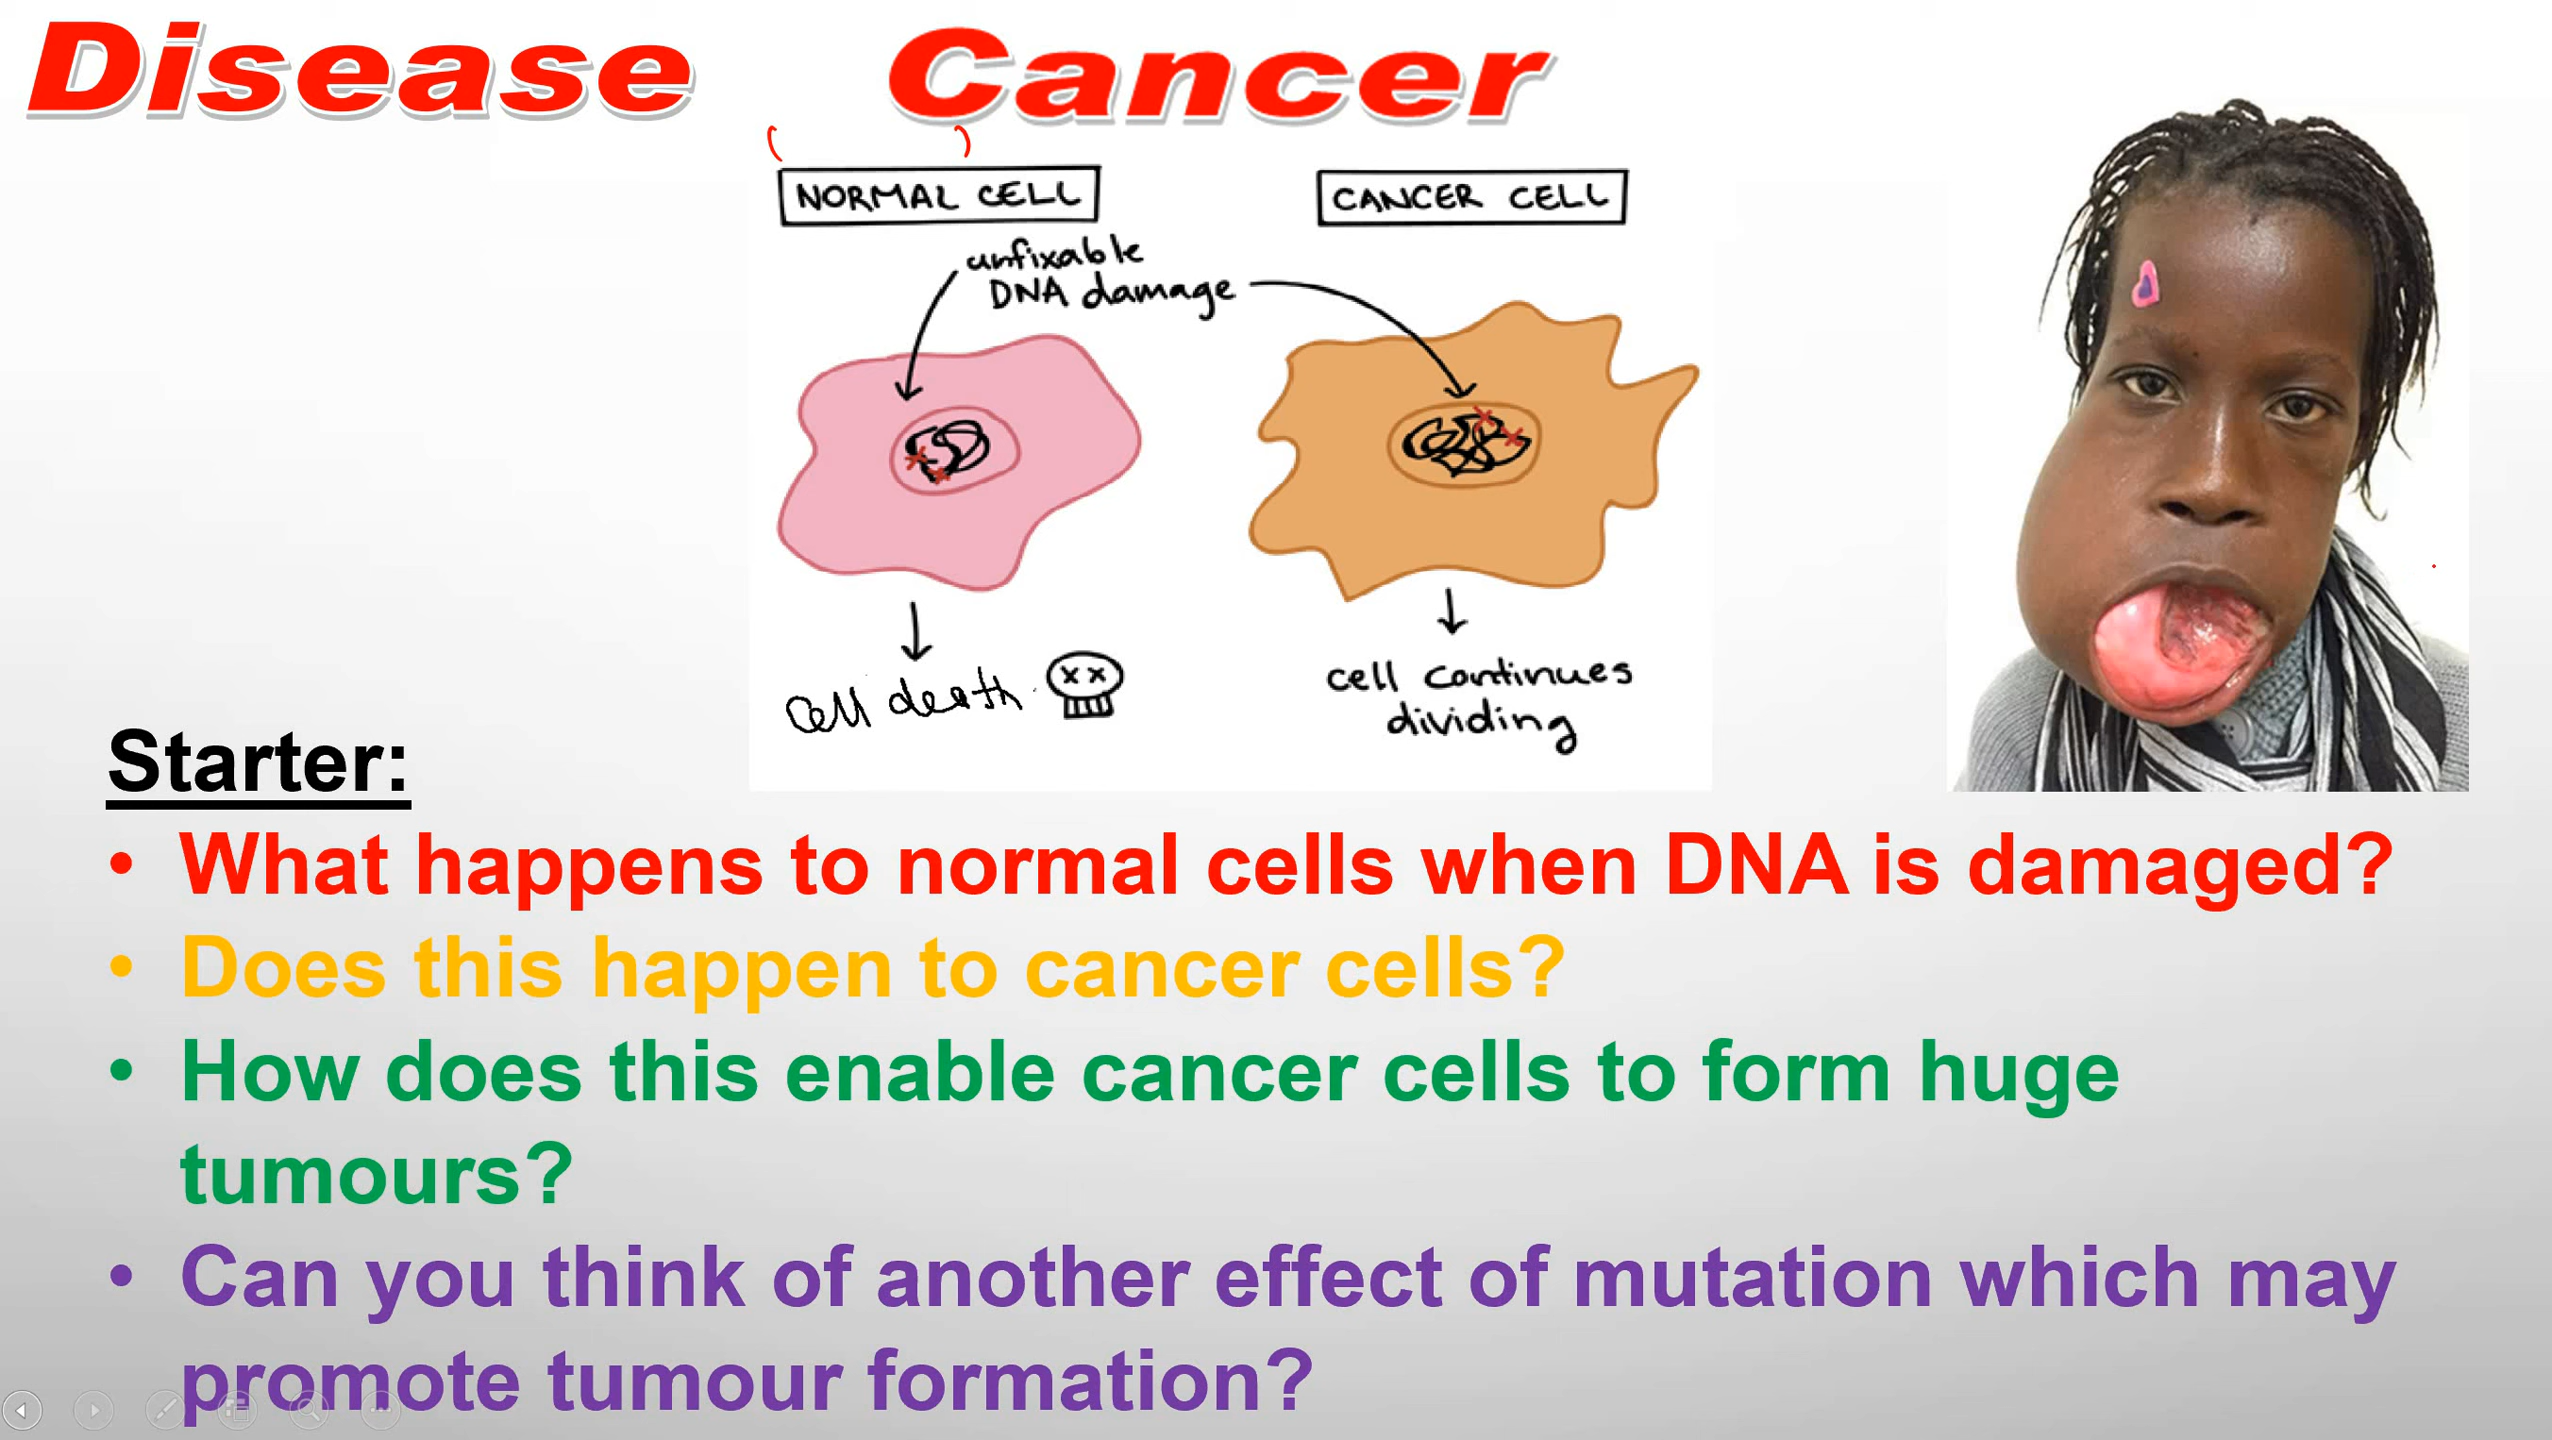 Disease Cancer
NORMAL CELL
CANCER CELL
unfixable
DNA damage
cell death
cell continues
dividing
Starter:
• What happens to normal cells when DNA is damaged?
• Does this happen to cancer cells?
• How does this enable cancer cells to form huge
tumours?
• Can you think of another effect of mutation which may
promote tumour formation?